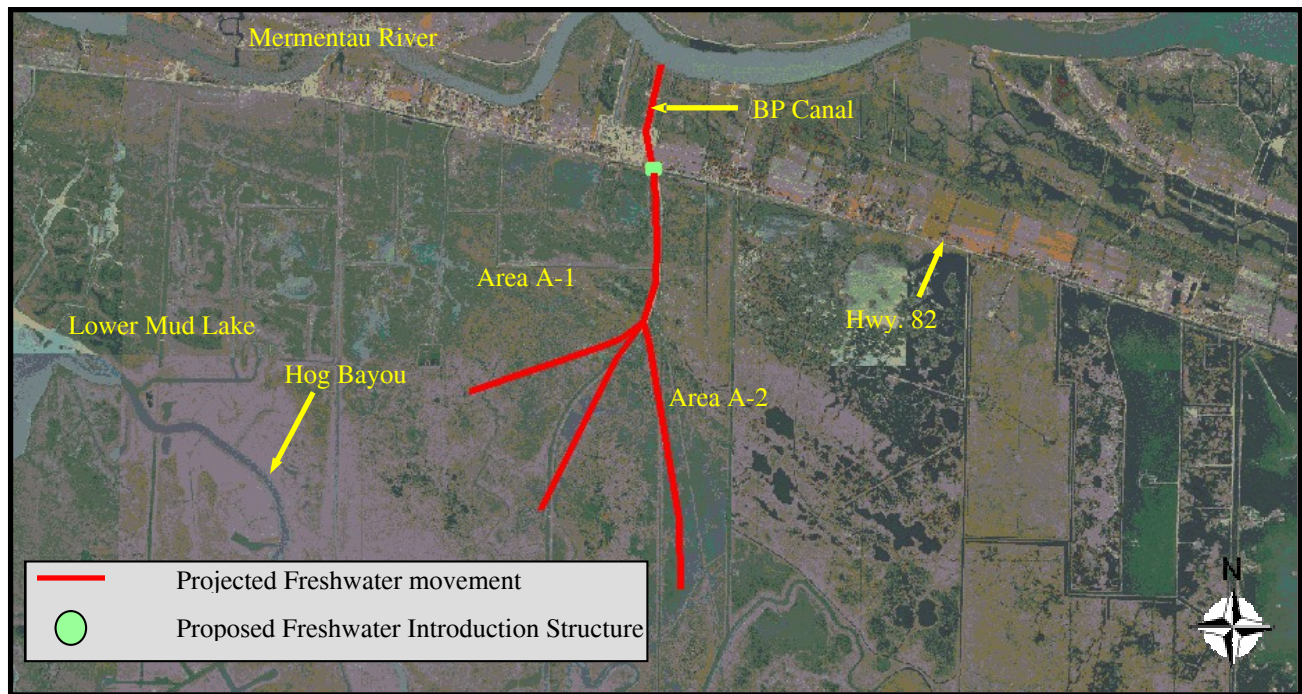 Mermentau River
BP Canal
Area A-1
Hwy. 82
Lower Mud Lake
Hog Bayou
Area A-2
Projected Freshwater movement
Proposed Freshwater Introduction Structure
N